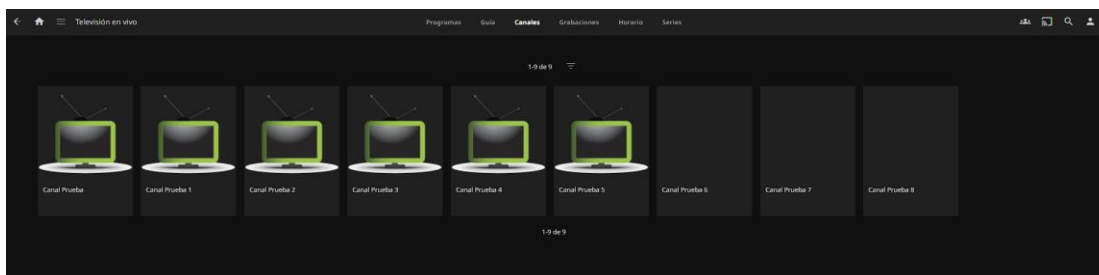 Televisión en vivo
Programas Guía Canales Grabaciones Horario Series
1-9 de 9
Canal Prueba Canal Prueba 1 Canal Prueba 2 Canal Prueba 3 Canal Prueba 4 Canal Prueba 5 Canal Prueba 6 Canal Prueba 7 Canal Prueba 8
1-9 de 9